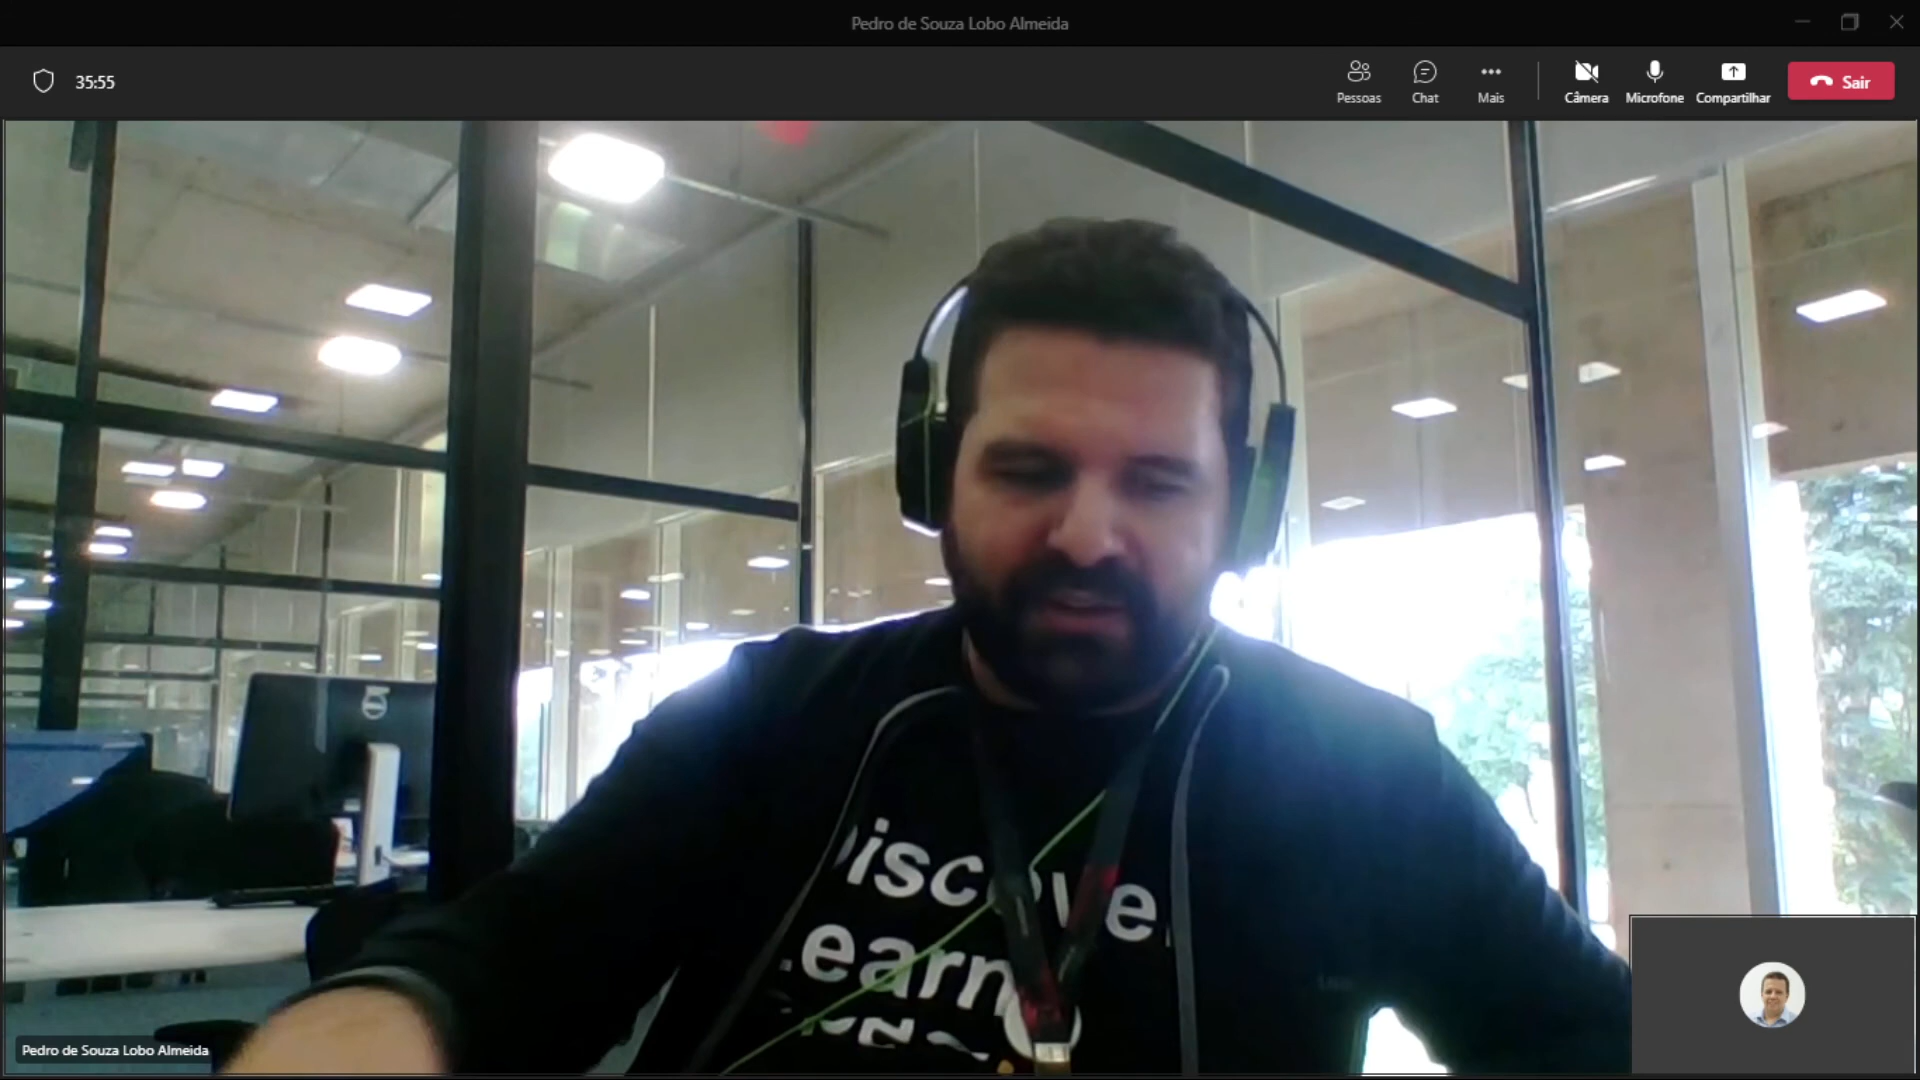 Pedro de Souza Lobo Almeida
35:55
Pessoas
Chat
Mais
Câmera
Microfone
Compartilhar
Sair
Pedro de Souza Lobo Almeida